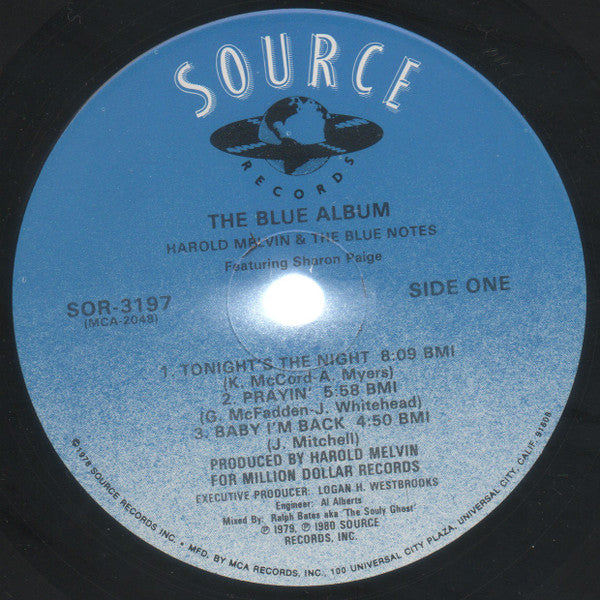 SOURCE
RECORDS
THE BLUE ALBUM
HAROLD MELVIN & THE BLUE NOTES
Featuring Sharon Paige
SOR-3197
(MCA-2048)
SIDE ONE
1. TONIGHT'S THE NIGHT 8:09 BMI
(K. McCord-A. Myers)
2. PRAYIN' 5:58 BMI
(G. McFadden-J. Whitehead)
3. BABY I'M BACK 4:50 BMI
(J. Mitchell)
PRODUCED BY HAROLD MELVIN
FOR MILLION DOLLAR RECORDS
EXECUTIVE PRODUCER: LOGAN H. WESTBROOKS
Engineer: Al Alberts
Mixed By: Ralph Bates aka 'The Souly Ghost'
℗ 1979, ℗ 1980 SOURCE
RECORDS, INC.
©1978 SOURCE RECORDS INC. • MFD. BY MCA RECORDS, INC., 100 UNIVERSAL CITY PLAZA, UNIVERSAL CITY, CALIF. 91608